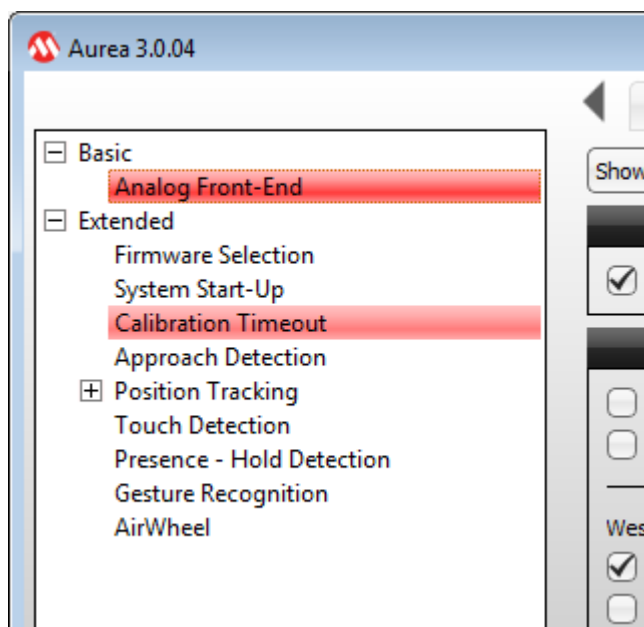 Aurea 3.0.04
Basic
Analog Front-End
Extended
Firmware Selection
System Start-Up
Calibration Timeout
Approach Detection
Position Tracking
Touch Detection
Presence - Hold Detection
Gesture Recognition
AirWheel
Show
Wes